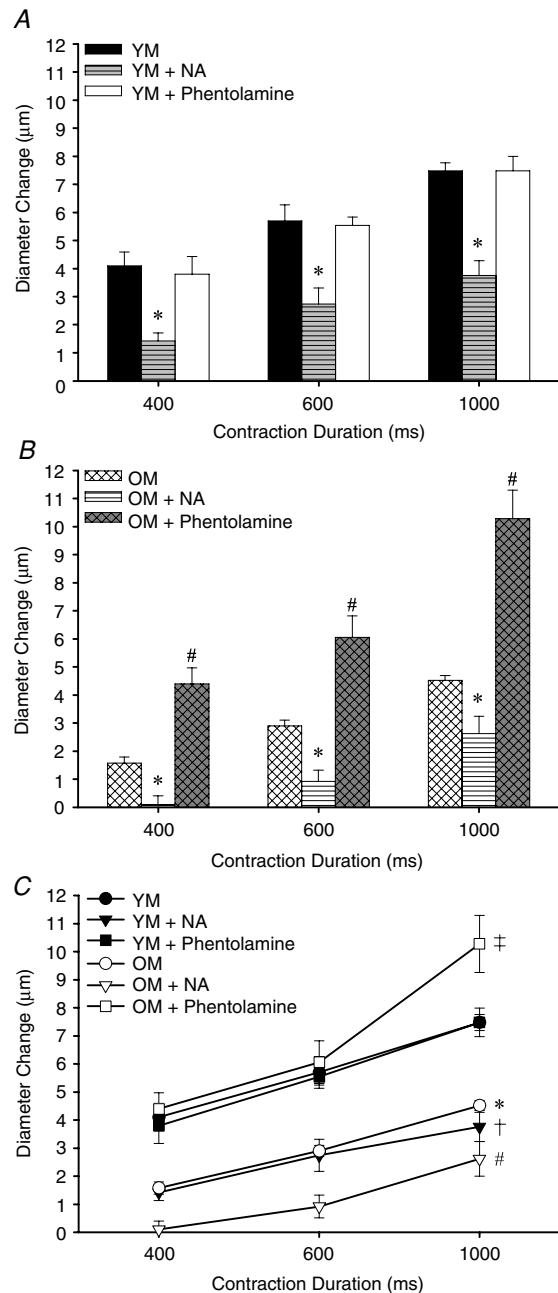 A
YM
YM + NA
YM + Phentolamine
12
11
10
9
8
7
6
5
4
3
2
1
0
Diameter Change (μm)
*
*
*
400 600 1000
Contraction Duration (ms)
B
OM
OM + NA
OM + Phentolamine
12
11
10
9
8
7
6
5
4
3
2
1
0
Diameter Change (μm)
#
#
#
*
*
*
400 600 1000
Contraction Duration (ms)
C
YM
YM + NA
YM + Phentolamine
OM
OM + NA
OM + Phentolamine
12
11
10
9
8
7
6
5
4
3
2
1
0
Diameter Change (μm)
‡
*
†
#
400 600 1000
Contraction Duration (ms)